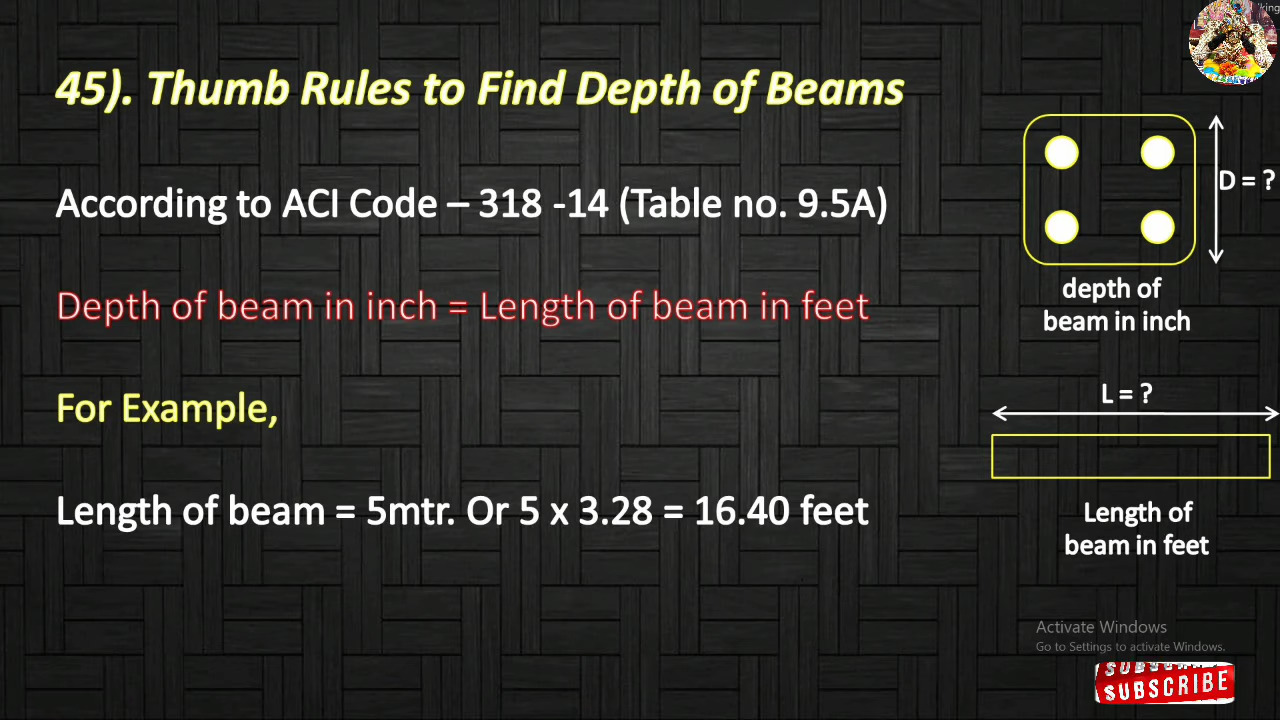 45). Thumb Rules to Find Depth of Beams
According to ACI Code – 318 -14 (Table no. 9.5A)
D = ?
depth of
beam in inch
Depth of beam in inch = Length of beam in feet
L = ?
For Example,
Length of beam = 5mtr. Or 5 x 3.28 = 16.40 feet
Length of
beam in feet
Activate Windows
Go to Settings to activate Windows.
SUBSCRIBE